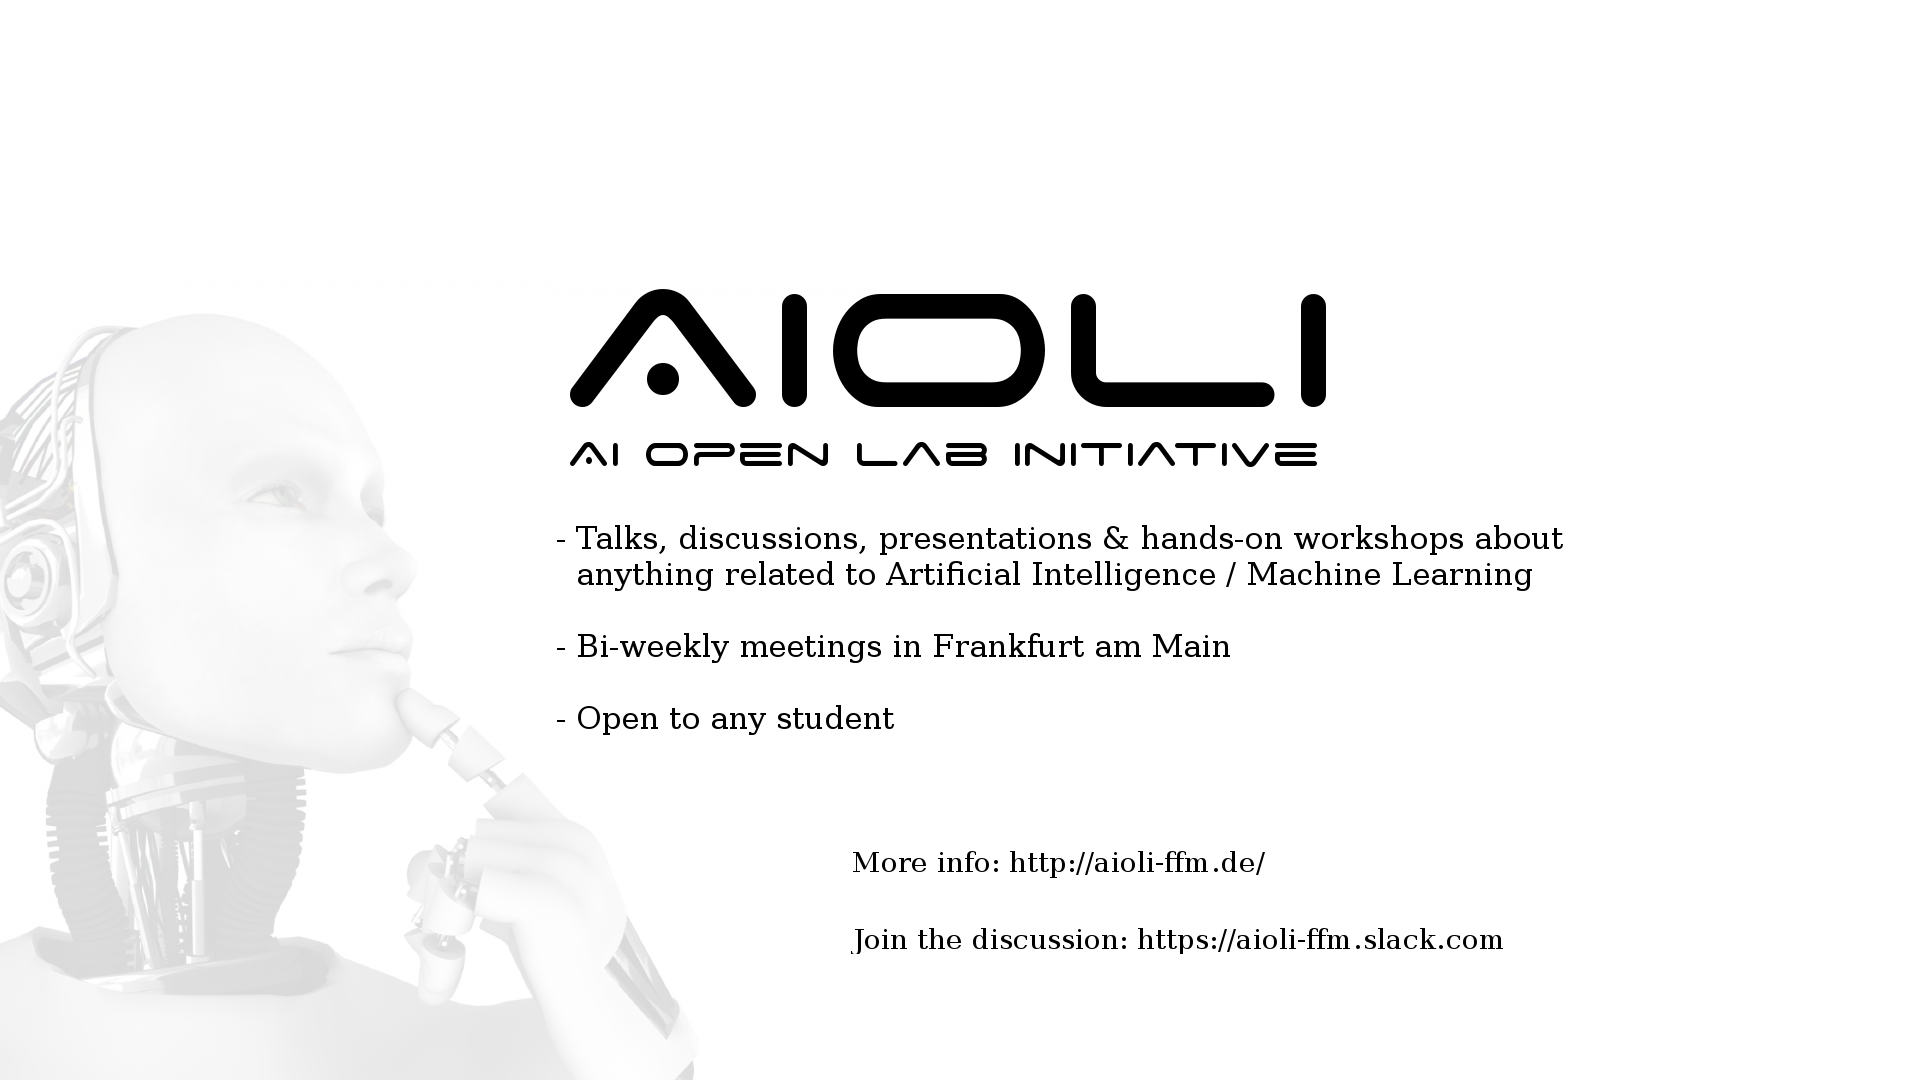 AIOLI
AI OPEN LAB INITIATIVE
- Talks, discussions, presentations & hands-on workshops about
anything related to Artificial Intelligence / Machine Learning
- Bi-weekly meetings in Frankfurt am Main
- Open to any student
More info: http://aioli-ffm.de/
Join the discussion: https://aioli-ffm.slack.com